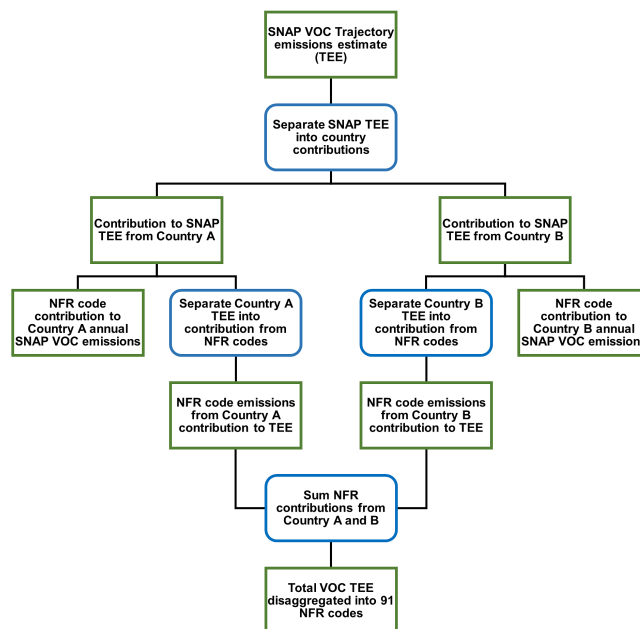 SNAP VOC Trajectory
emissions estimate
(TEE)
Separate SNAP TEE
into country
contributions
Contribution to SNAP
TEE from Country A
Contribution to SNAP
TEE from Country B
NFR code
contribution to
Country A annual
SNAP VOC emissions
Separate Country A
TEE into
contribution from
NFR codes
Separate Country B
TEE into
contribution from
NFR codes
NFR code
contribution to
Country B annual
SNAP VOC emission
NFR code emissions
from Country A
contribution to TEE
NFR code emissions
from Country B
contribution to TEE
Sum NFR
contributions from
Country A and B
Total VOC TEE
disaggregated into 91
NFR codes